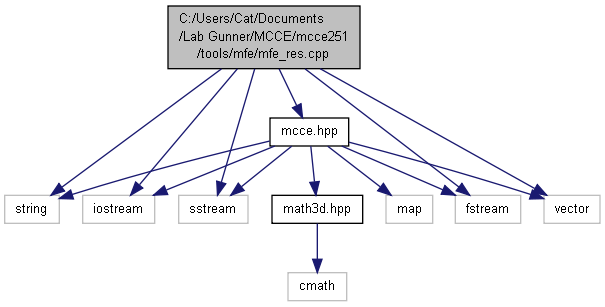 C:/Users/Cat/Documents
/Lab Gunner/MCCE/mcce251
/tools/mfe/mfe_res.cpp
mcce.hpp
string
iostream
sstream
math3d.hpp
map
fstream
vector
cmath